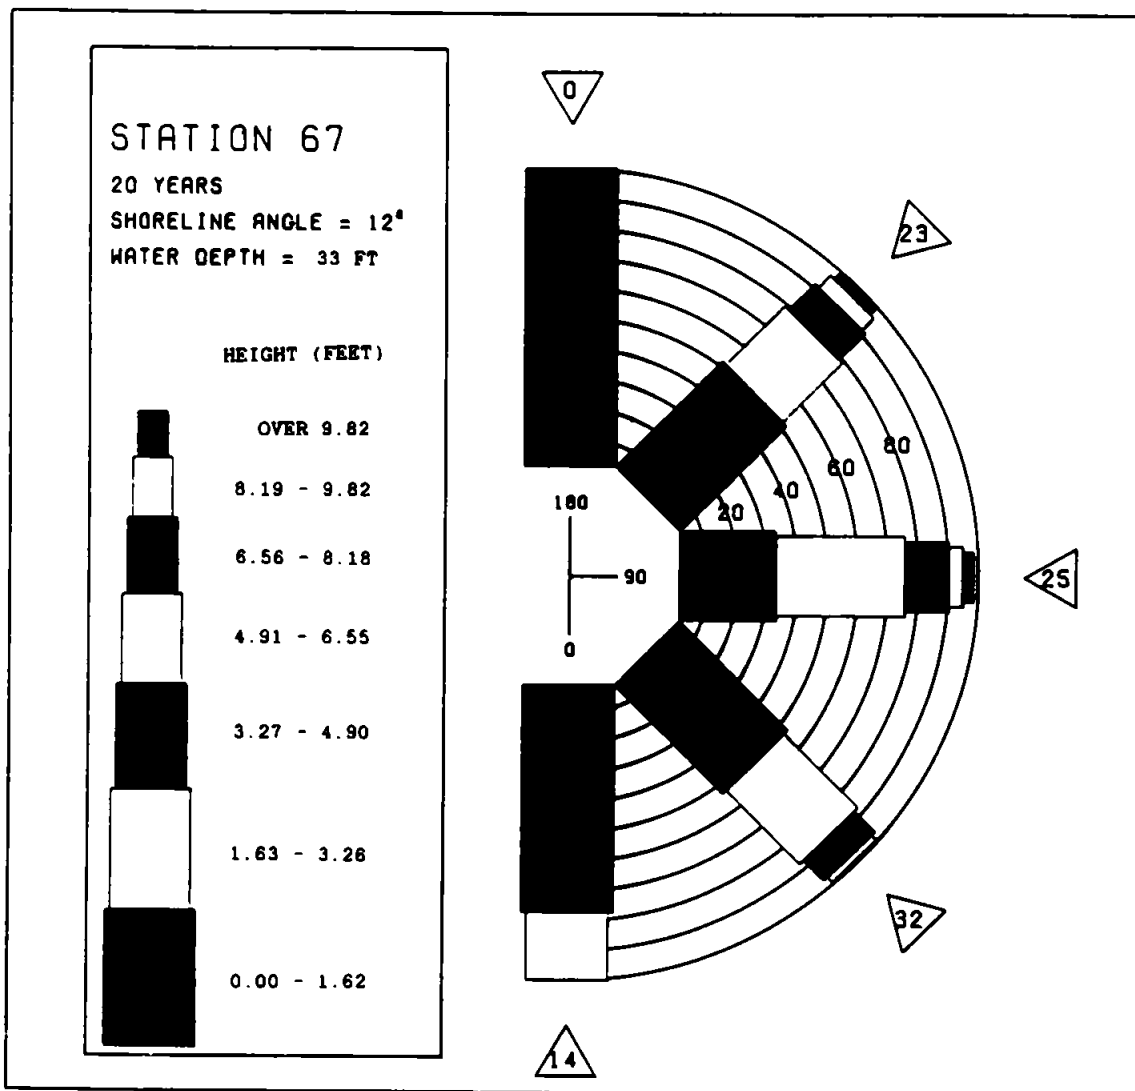 STATION 67
20 YEARS
SHORELINE ANGLE = 12°
WATER DEPTH = 33 FT
HEIGHT (FEET)
OVER 9.82
8.19 - 9.82
6.56 - 8.18
4.91 - 6.55
3.27 - 4.90
1.63 - 3.26
0.00 - 1.62
0
23
80
60
40
20
180
90
0
25
32
14